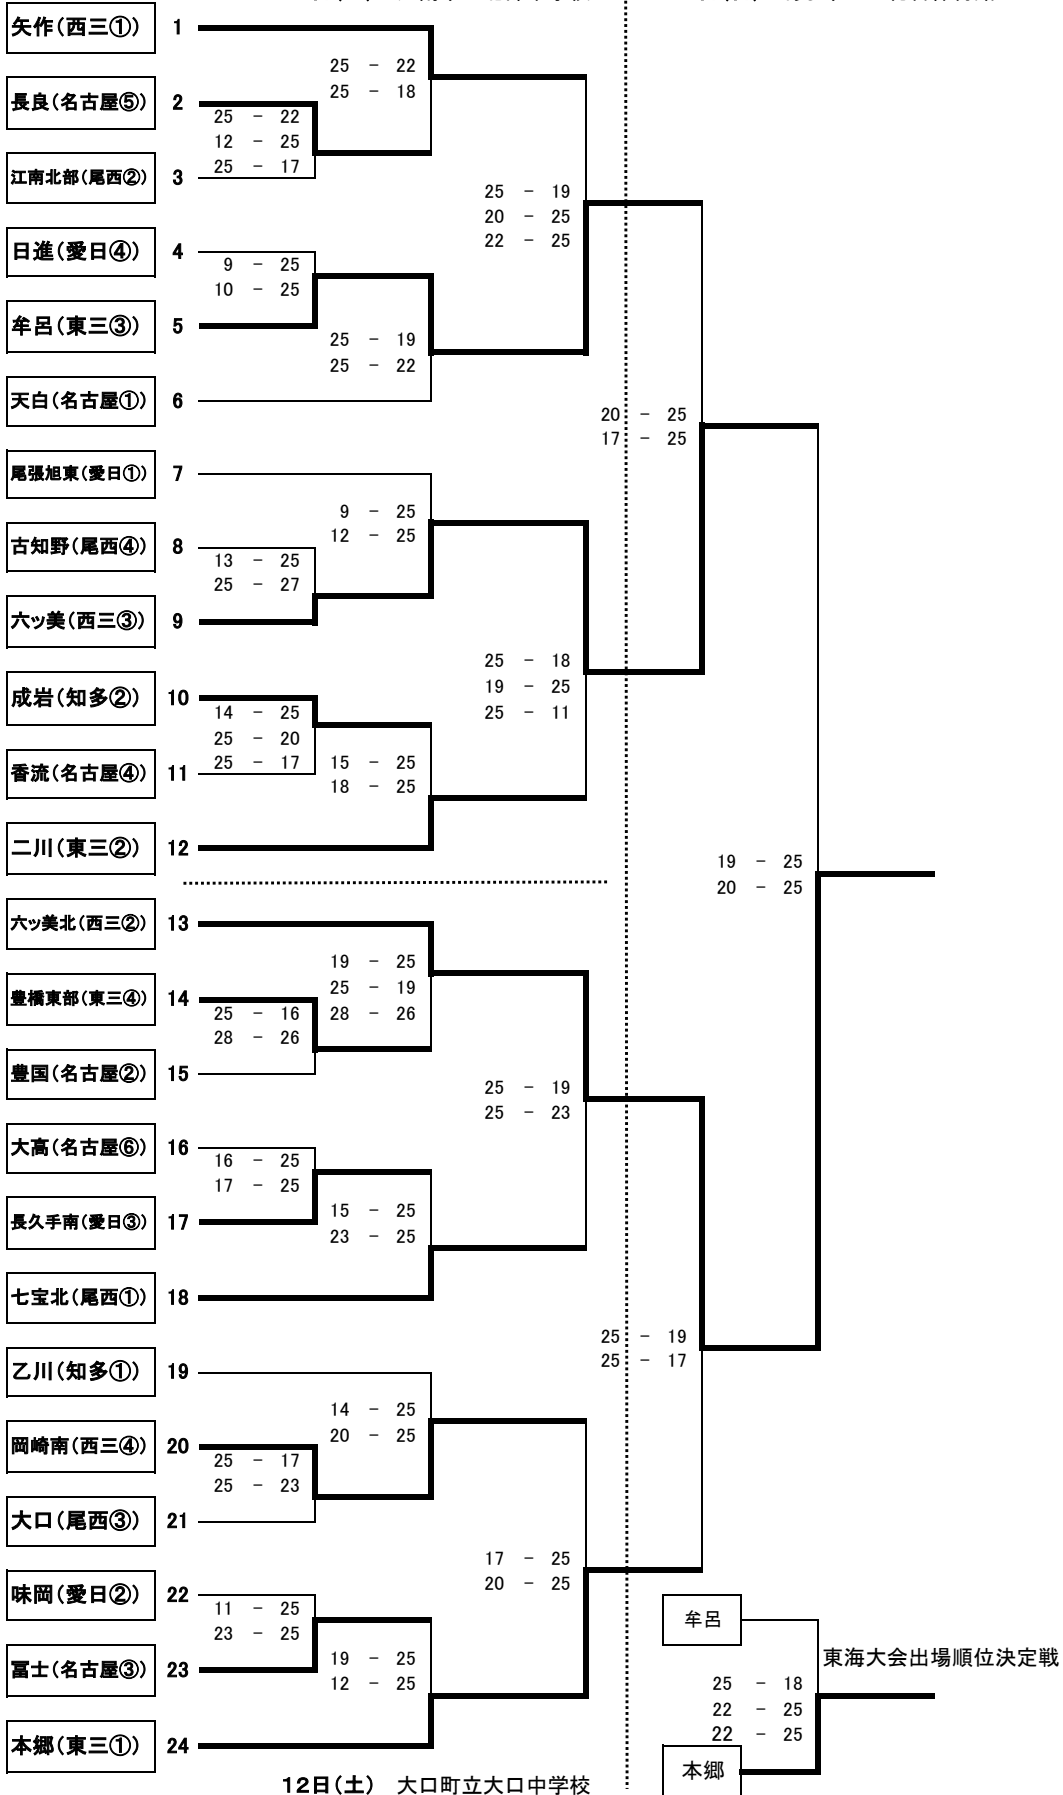 矢作(西三①) 1
25 － 22
25 － 18
長良(名古屋⑤) 2
25 － 22
12 － 25
25 － 17
江南北部(尾西②) 3
25 － 19
20 － 25
22 － 25
日進(愛日④) 4
9 － 25
10 － 25
牟呂(東三③) 5
25 － 19
25 － 22
天白(名古屋①) 6
20 － 25
17 － 25
尾張旭東(愛日①) 7
9 － 25
12 － 25
古知野(尾西④) 8
13 － 25
25 － 27
六ッ美(西三③) 9
25 － 18
19 － 25
25 － 11
成岩(知多②) 10
14 － 25
25 － 20
25 － 17
香流(名古屋④) 11
15 － 25
18 － 25
二川(東三②) 12
19 － 25
20 － 25
六ッ美北(西三②) 13
19 － 25
25 － 19
28 － 26
豊橋東部(東三④) 14
25 － 16
28 － 26
豊国(名古屋②) 15
25 － 19
25 － 23
大高(名古屋⑥) 16
16 － 25
17 － 25
長久手南(愛日③) 17
15 － 25
23 － 25
七宝北(尾西①) 18
25 － 19
25 － 17
乙川(知多①) 19
14 － 25
20 － 25
岡崎南(西三④) 20
25 － 17
25 － 23
大口(尾西③) 21
17 － 25
20 － 25
味岡(愛日②) 22
11 － 25
23 － 25
冨士(名古屋③) 23
19 － 25
12 － 25
本郷(東三①) 24
牟呂
東海大会出場順位決定戦
25 － 18
22 － 25
22 － 25
本郷
12日(土) 大口町立大口中学校